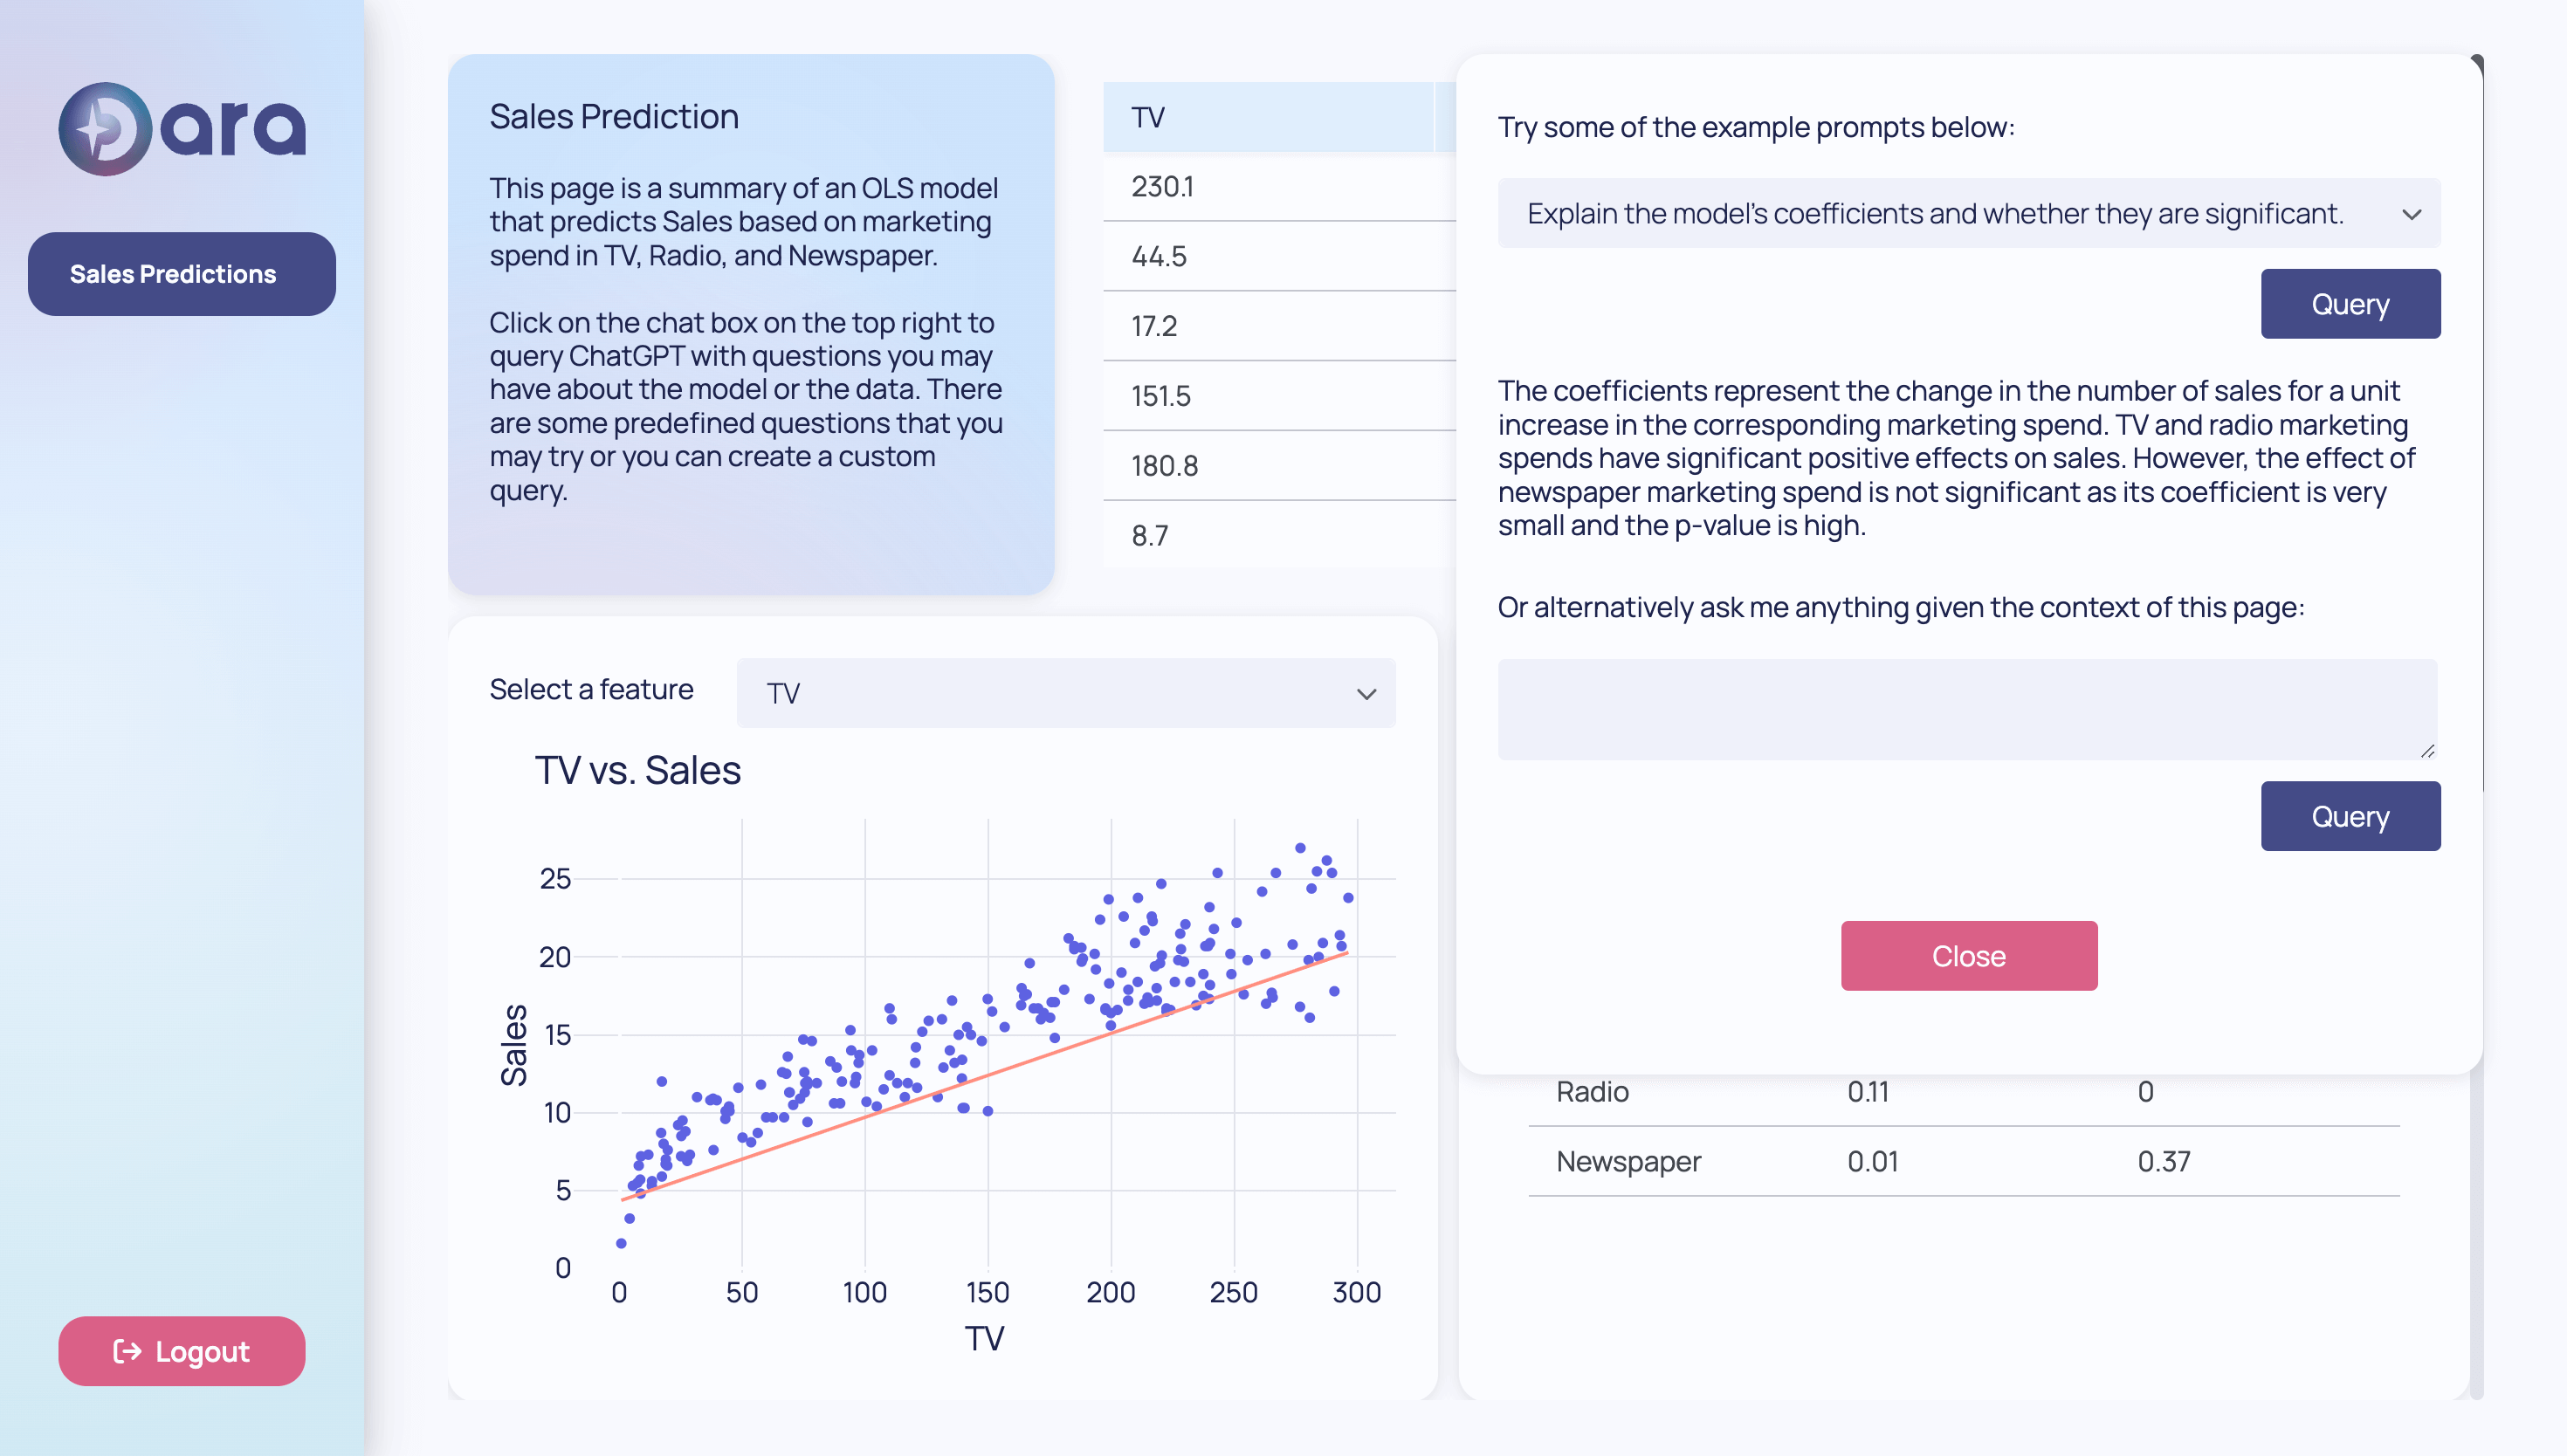 Dara
Sales Predictions
Logout
Sales Prediction
This page is a summary of an OLS model
that predicts Sales based on marketing
spend in TV, Radio, and Newspaper.
Click on the chat box on the top right to
query ChatGPT with questions you may
have about the model or the data. There
are some predefined questions that you
may try or you can create a custom
query.
TV
230.1
44.5
17.2
151.5
180.8
8.7
Try some of the example prompts below:
Explain the model's coefficients and whether they are significant.
Query
The coefficients represent the change in the number of sales for a unit
increase in the corresponding marketing spend. TV and radio marketing
spends have significant positive effects on sales. However, the effect of
newspaper marketing spend is not significant as its coefficient is very
small and the p-value is high.
Or alternatively ask me anything given the context of this page:
Query
Close
Select a feature
TV
TV vs. Sales
Sales
25
20
15
10
5
0
0 50 100 150 200 250 300
TV
Radio 0.11 0
Newspaper 0.01 0.37